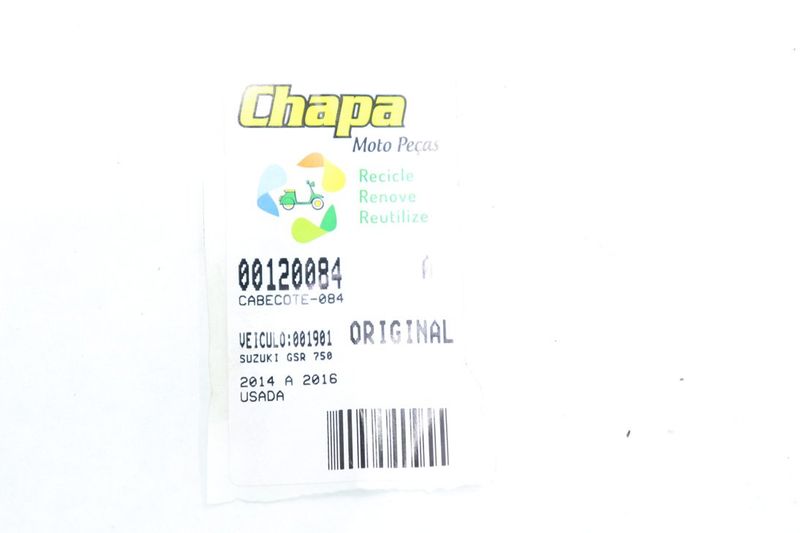 Chapa
Moto Peças
Recicle
Renove
Reutilize
00120084 A
CABECOTE-084
VEICULO:001901 ORIGINAL
SUZUKI GSR 750
2014 A 2016
USADA